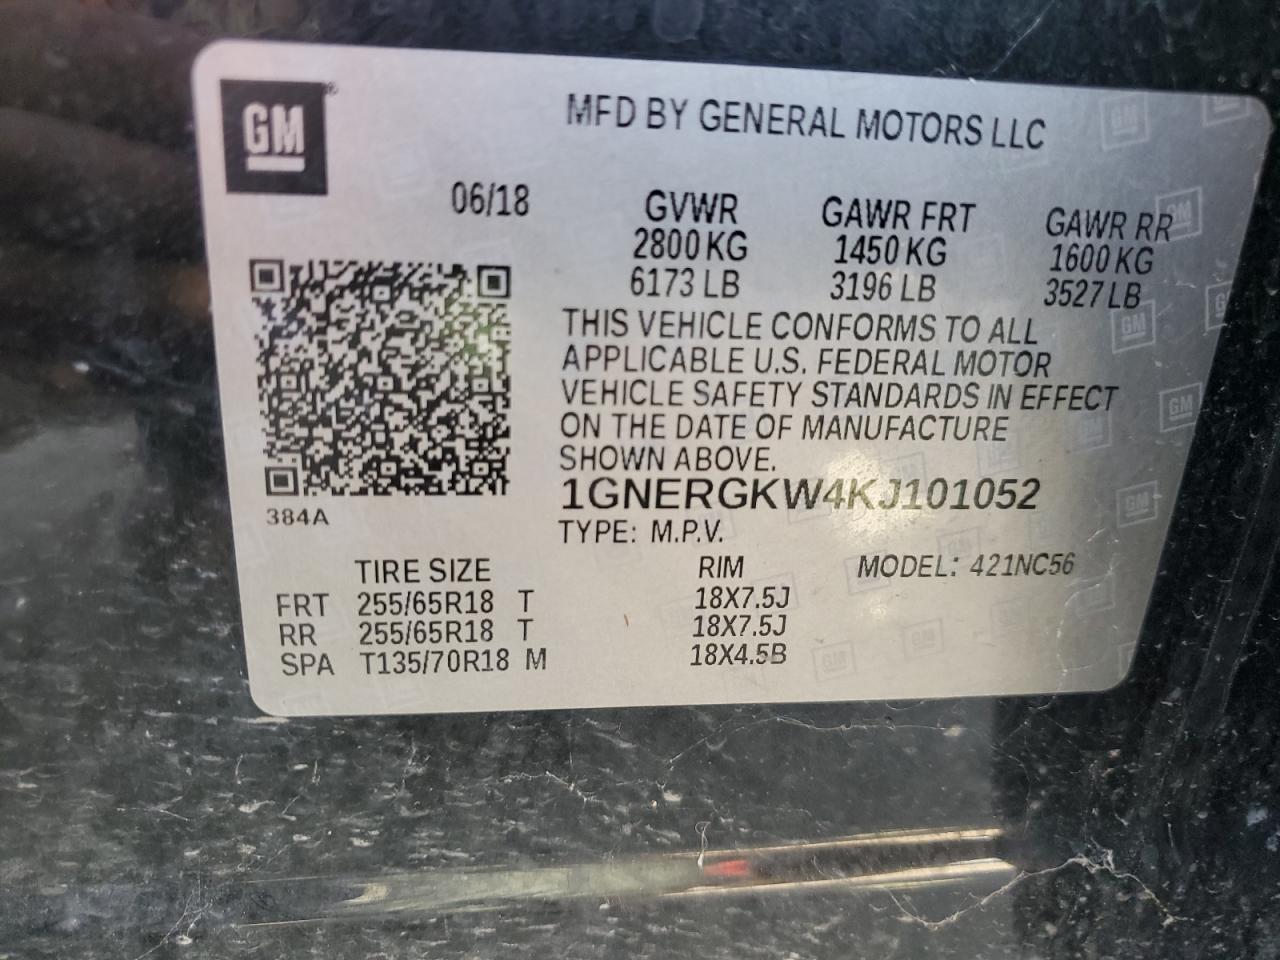 GM
MFD BY GENERAL MOTORS LLC
06/18
GVWR GAWR FRT GAWR RR
2800 KG 1450 KG 1600 KG
6173 LB 3196 LB 3527 LB
THIS VEHICLE CONFORMS TO ALL
APPLICABLE U.S. FEDERAL MOTOR
VEHICLE SAFETY STANDARDS IN EFFECT
ON THE DATE OF MANUFACTURE
SHOWN ABOVE.
1GNERGKW4KJ101052
384A
TYPE: M.P.V.
TIRE SIZE RIM MODEL: 421NC56
FRT 255/65R18 T 18X7.5J
RR 255/65R18 T 18X7.5J
SPA T135/70R18 M 18X4.5B